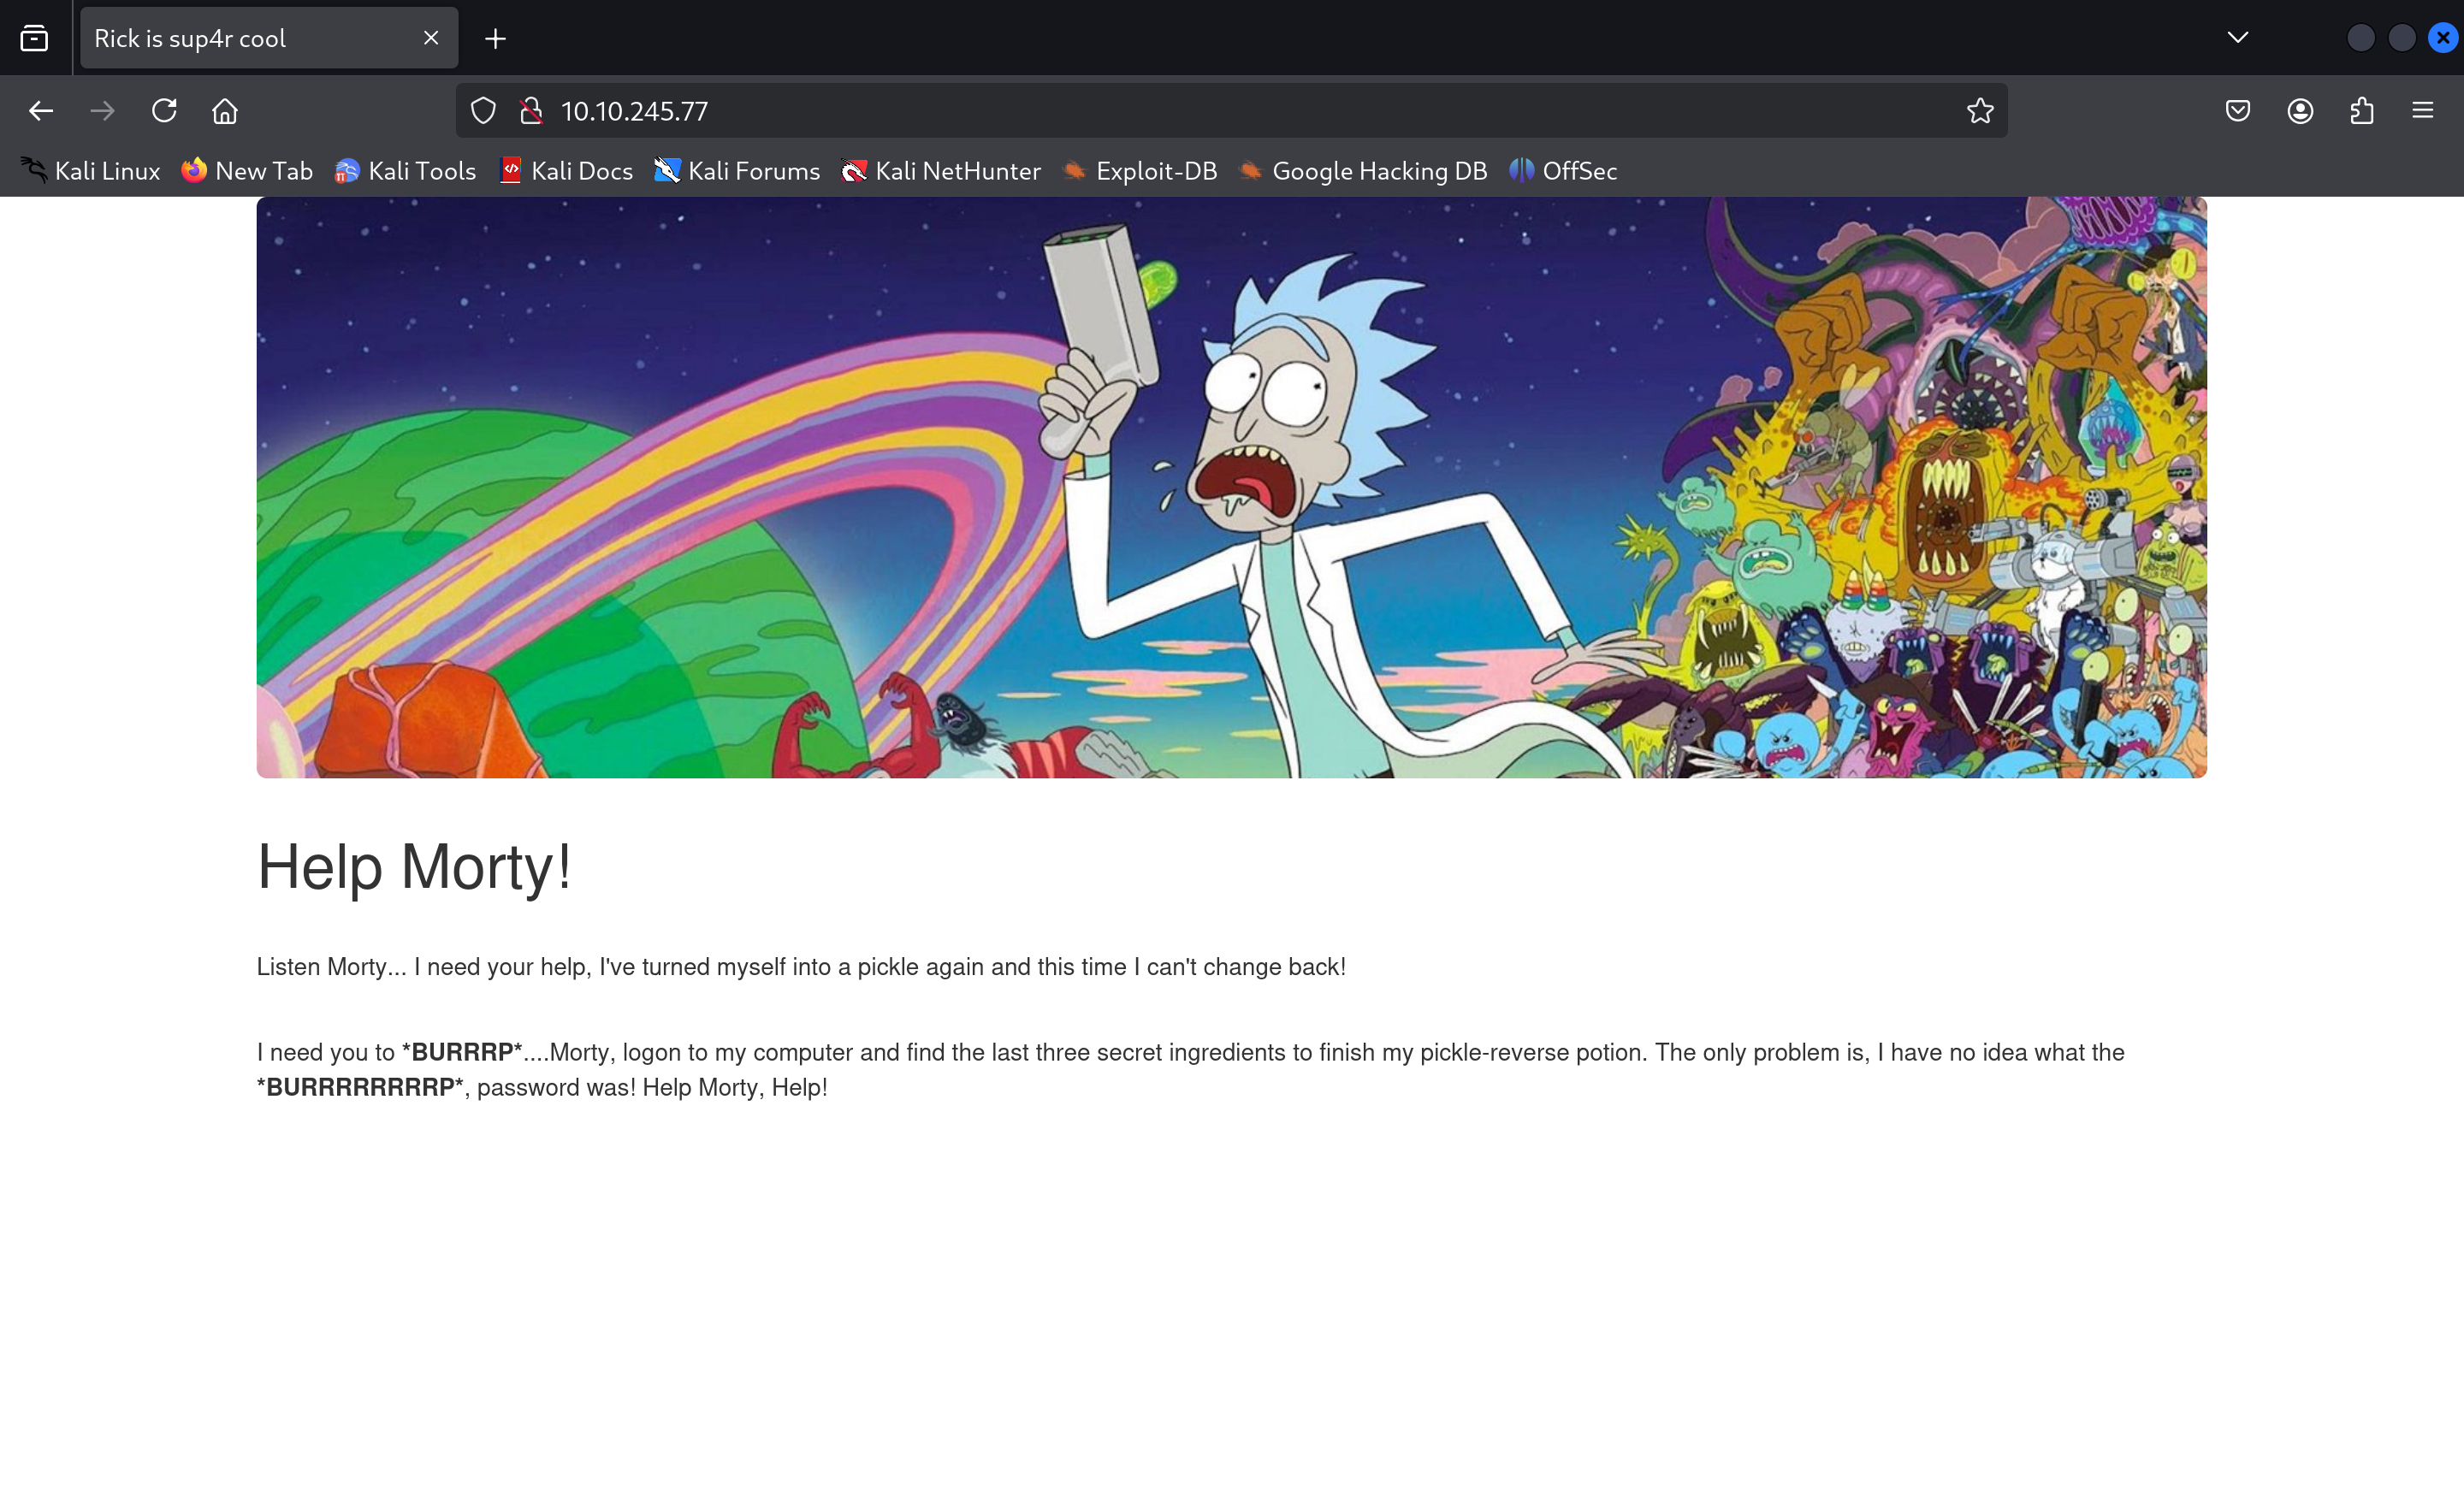 Rick is sup4r cool
10.10.245.77
Kali Linux New Tab Kali Tools Kali Docs Kali Forums Kali NetHunter Exploit-DB Google Hacking DB OffSec
Help Morty!
Listen Morty... I need your help, I've turned myself into a pickle again and this time I can't change back!
I need you to *BURRRP*....Morty, logon to my computer and find the last three secret ingredients to finish my pickle-reverse potion. The only problem is, I have no idea what the
*BURRRRRRRRP*, password was! Help Morty, Help!